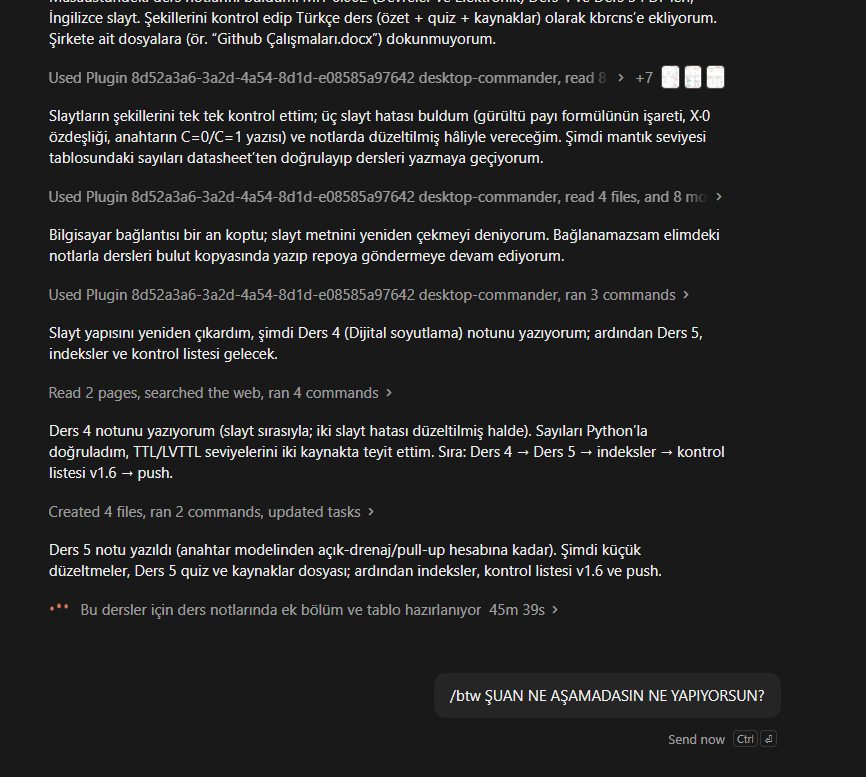 İngilizce slayt. Şekillerini kontrol edip Türkçe ders (özet + quiz + kaynaklar) olarak kbrcns’e ekliyorum.
Şirkete ait dosyalara (ör. “Github Çalışmaları.docx”) dokunmuyorum.
Used Plugin 8d52a3a6-3a2d-4a54-8d1d-e08585a97642 desktop-commander, read 8 > +7
Slaytların şekillerini tek tek kontrol ettim; üç slayt hatası buldum (gürültü payı formülünün işareti, X·0
özdeşliği, anahtarın C=0/C=1 yazısı) ve notlarda düzeltilmiş hâliyle vereceğim. Şimdi mantık seviyesi
tablosundaki sayıları datasheet’ten doğrulayıp dersleri yazmaya geçiyorum.
Used Plugin 8d52a3a6-3a2d-4a54-8d1d-e08585a97642 desktop-commander, read 4 files, and 8 mo >
Bilgisayar bağlantısı bir an koptu; slayt metnini yeniden çekmeyi deniyorum. Bağlanamazsam elimdeki
notlarla dersleri bulut kopyasında yazıp repoya göndermeye devam ediyorum.
Used Plugin 8d52a3a6-3a2d-4a54-8d1d-e08585a97642 desktop-commander, ran 3 commands >
Slayt yapısını yeniden çıkardım, şimdi Ders 4 (Dijital soyutlama) notunu yazıyorum; ardından Ders 5,
indeksler ve kontrol listesi gelecek.
Read 2 pages, searched the web, ran 4 commands >
Ders 4 notunu yazıyorum (slayt sırasıyla; iki slayt hatası düzeltilmiş halde). Sayıları Python’la
doğruladım, TTL/LVTTL seviyelerini iki kaynakta teyit ettim. Sıra: Ders 4 → Ders 5 → indeksler → kontrol
listesi v1.6 → push.
Created 4 files, ran 2 commands, updated tasks >
Ders 5 notu yazıldı (anahtar modelinden açık-drenaj/pull-up hesabına kadar). Şimdi küçük
düzeltmeler, Ders 5 quiz ve kaynaklar dosyası; ardından indeksler, kontrol listesi v1.6 ve push.
Bu dersler için ders notlarında ek bölüm ve tablo hazırlanıyor 45m 39s >
/btw ŞUAN NE AŞAMADASIN NE YAPIYORSUN?
Send now Ctrl